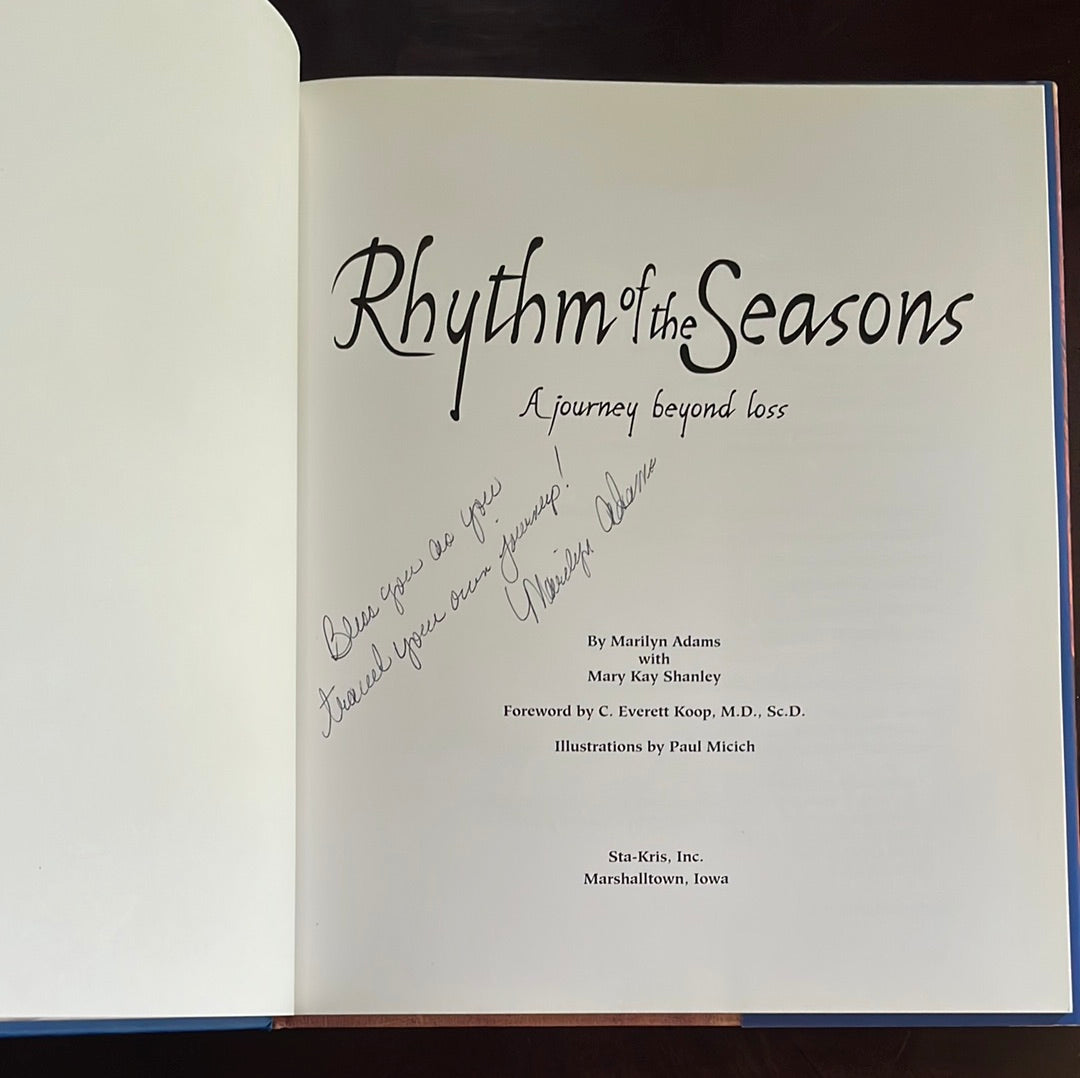 Rhythm of the Seasons
A journey beyond loss
Bless you as you
travel your own journey!
Marilyn Adams
By Marilyn Adams
with
Mary Kay Shanley
Foreword by C. Everett Koop, M.D., Sc.D.
Illustrations by Paul Micich
Sta-Kris, Inc.
Marshalltown, Iowa